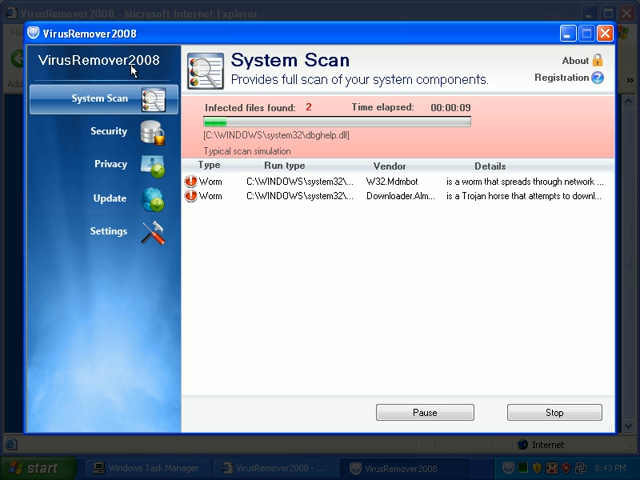 VirusRemover2008 - Microsoft Internet Explorer
VirusRemover2008
VirusRemover2008
System Scan
Security
Privacy
Update
Settings
System Scan
Provides full scan of your system components.
About
Registration
Infected files found: 2 Time elapsed: 00:00:09
[C:\WINDOWS\system32\dbghelp.dll]
Typical scan simulation
Type Run type Vendor Details
Worm C:\WINDOWS\system32\... W32.Mdmbot is a worm that spreads through network ...
Worm C:\WINDOWS\system32\... Downloader.Alm... is a Trojan horse that attempts to downl...
Pause Stop
Internet
start Windows Task Manager VirusRemover2008 - ... VirusRemover2008 8:43 PM